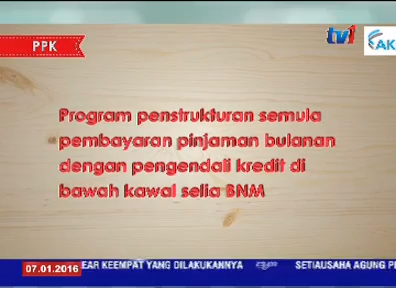 PPK
tv1
AK
Program penstrukturan semula
pembayaran pinjaman bulanan
dengan pengendali kredit di
bawah kawal selia BNM
07.01.2016 EAR KEEMPAT YANG DILAKUKANNYA SETIAUSAHA AGUNG P